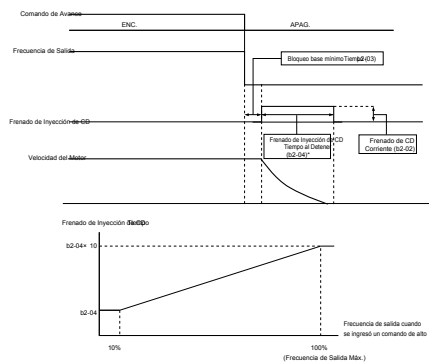 Comando de Avance
ENC.
APAG.
Frecuencia de Salida
Bloqueo base mínimo Tiempo (b2-03)
Frenado de Inyección de CD
Frenado de Inyección de CD
Tiempo al Detener
(b2-04)*
Frenado de CD
Corriente (b2-02)
Velocidad del Motor
Frenado de Inyección de CD Tiempo
b2-04× 10
b2-04
10%
100%
(Frecuencia de Salida Máx.)
Frecuencia de salida cuando
se ingresó un comando de alto